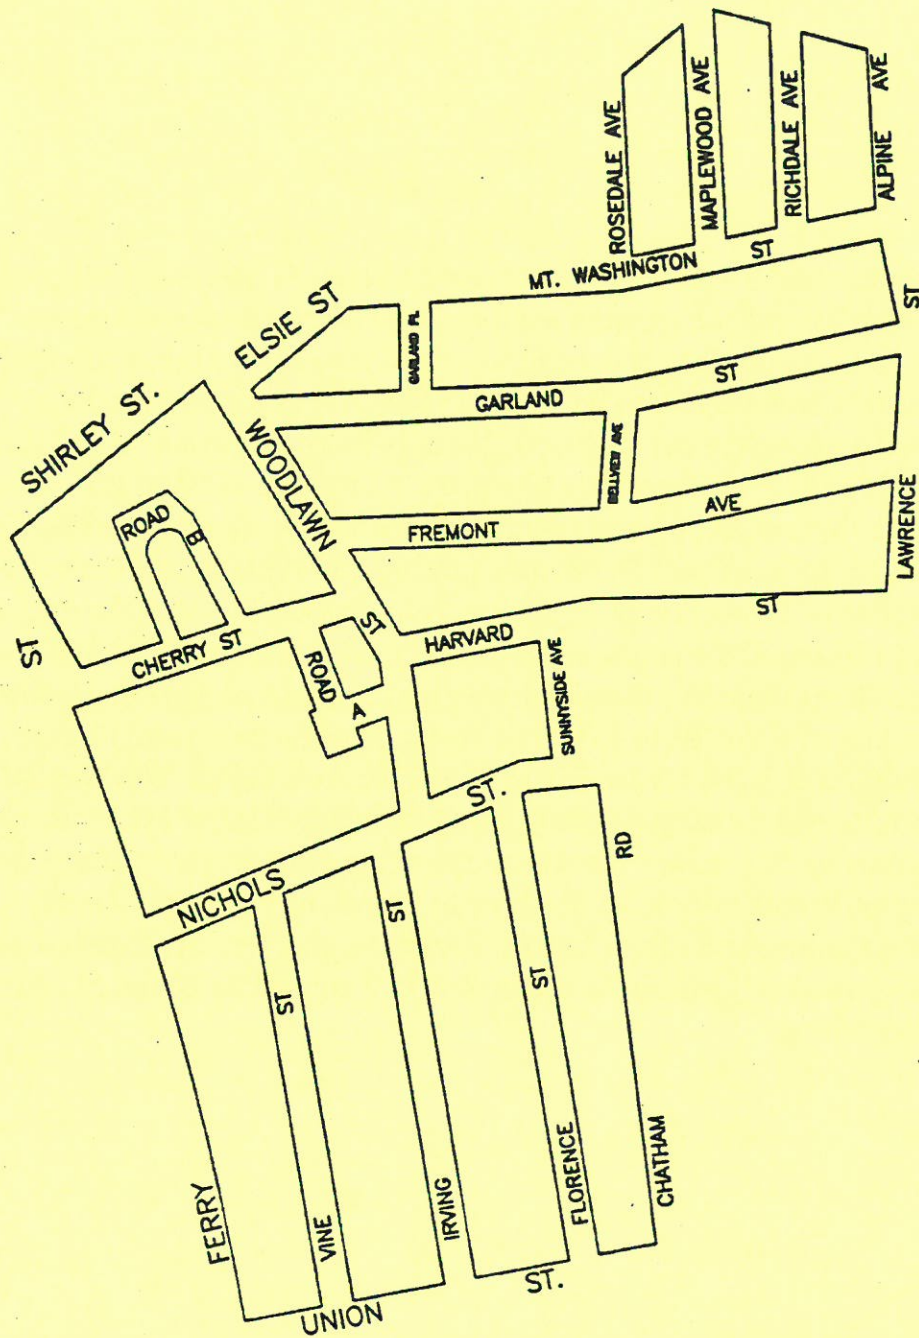 ROSEDALE AVE
MAPLEWOOD AVE
RICHDALE AVE
ALPINE AVE
MT. WASHINGTON ST
ELSIE ST
GARLAND PL
GARLAND ST
SHIRLEY ST.
WOODLAWN ST
BELLVIEW AVE
FREMONT AVE
LAWRENCE ST
ROAD B
CHERRY ST
HARVARD ST
ROAD A
SUNNYSIDE AVE
NICHOLS ST.
FERRY ST
VINE ST
IRVING ST
FLORENCE ST
CHATHAM RD
UNION ST.